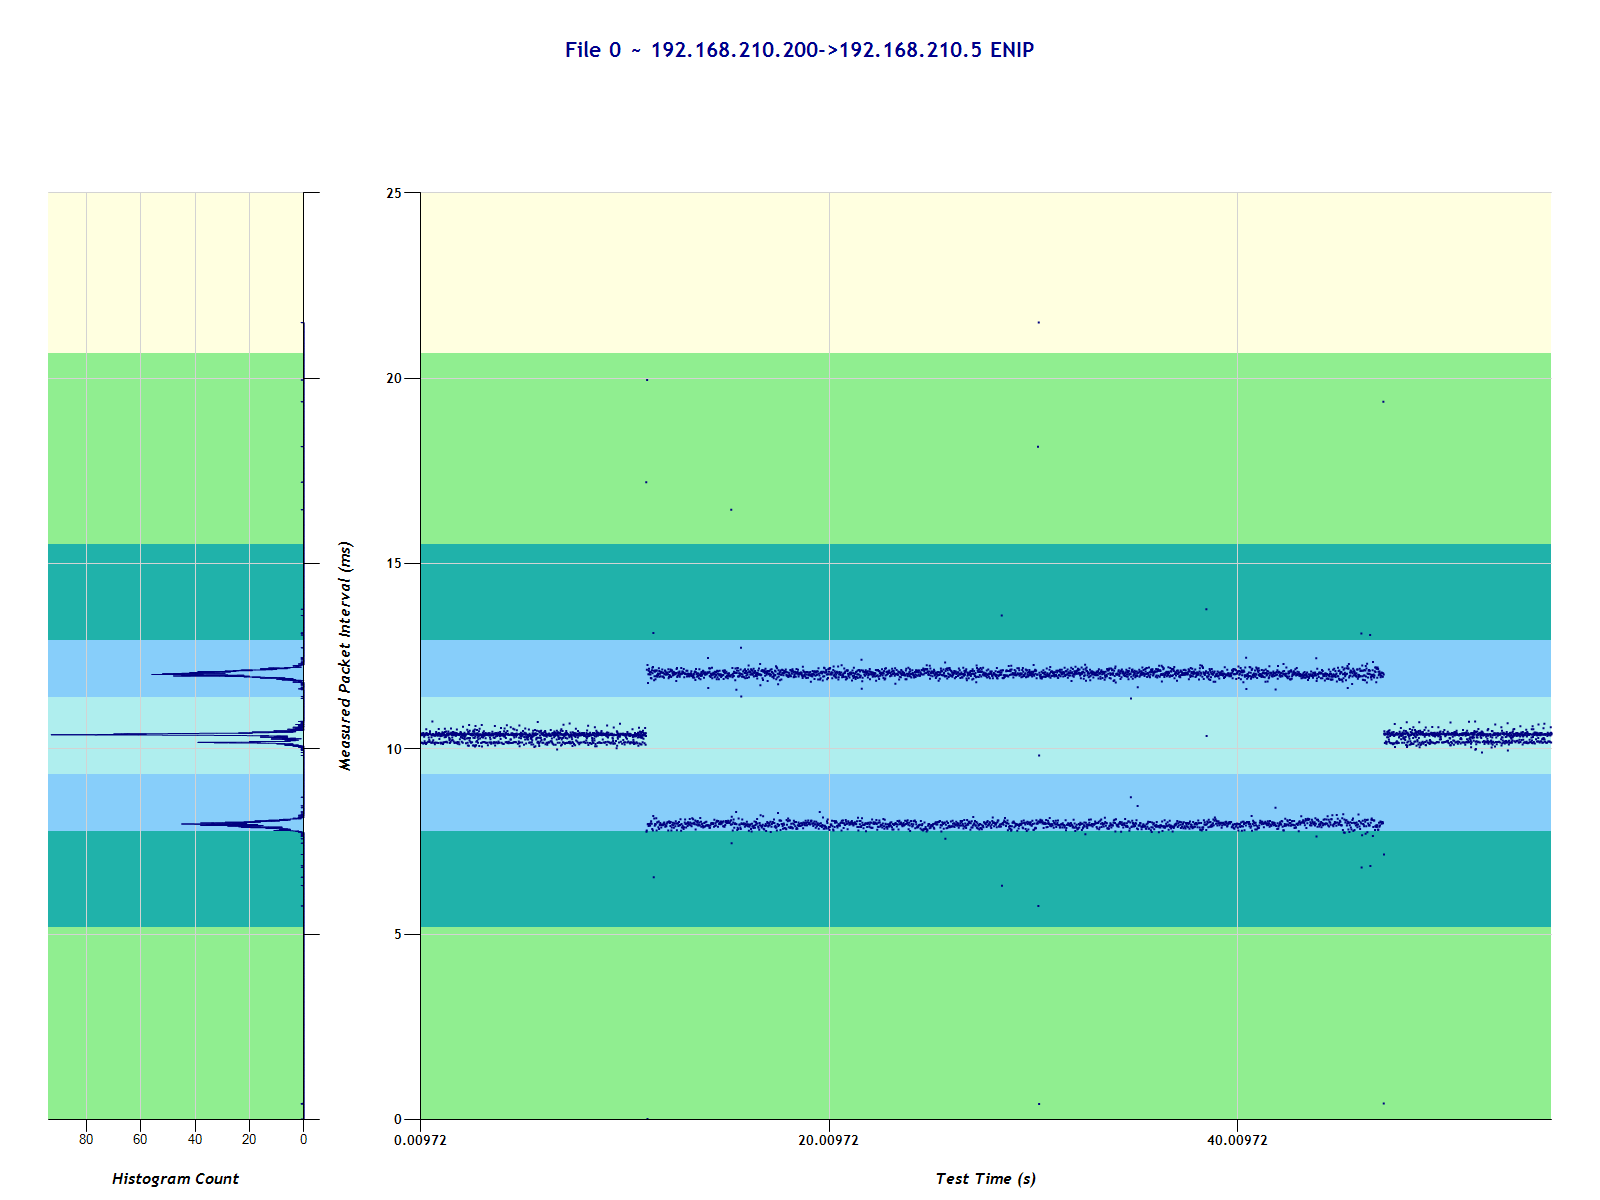 File 0 ~ 192.168.210.200->192.168.210.5 ENIP
25
20
15
10
5
0
Measured Packet Interval (ms)
80 60 40 20 0
0.00972 20.00972 40.00972
Histogram Count
Test Time (s)